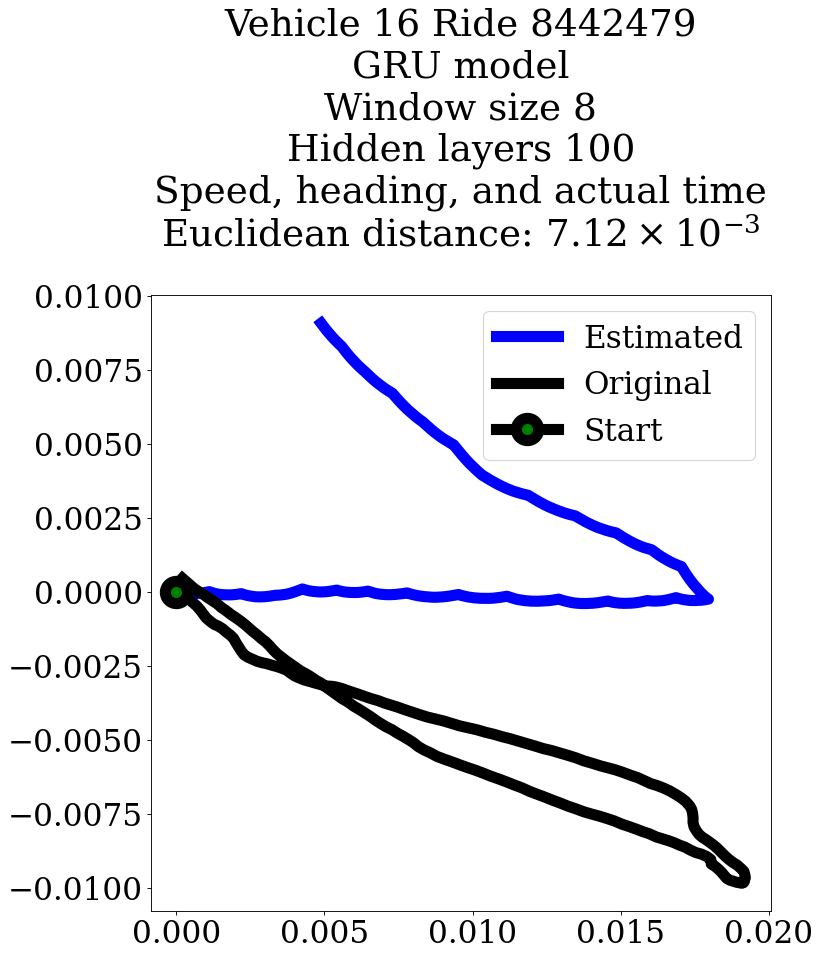 Vehicle 16 Ride 8442479
GRU model
Window size 8
Hidden layers 100
Speed, heading, and actual time
Euclidean distance: 7.12 × 10⁻³
0.0100
0.0075
0.0050
0.0025
0.0000
−0.0025
−0.0050
−0.0075
−0.0100
Estimated
Original
Start
0.000 0.005 0.010 0.015 0.020